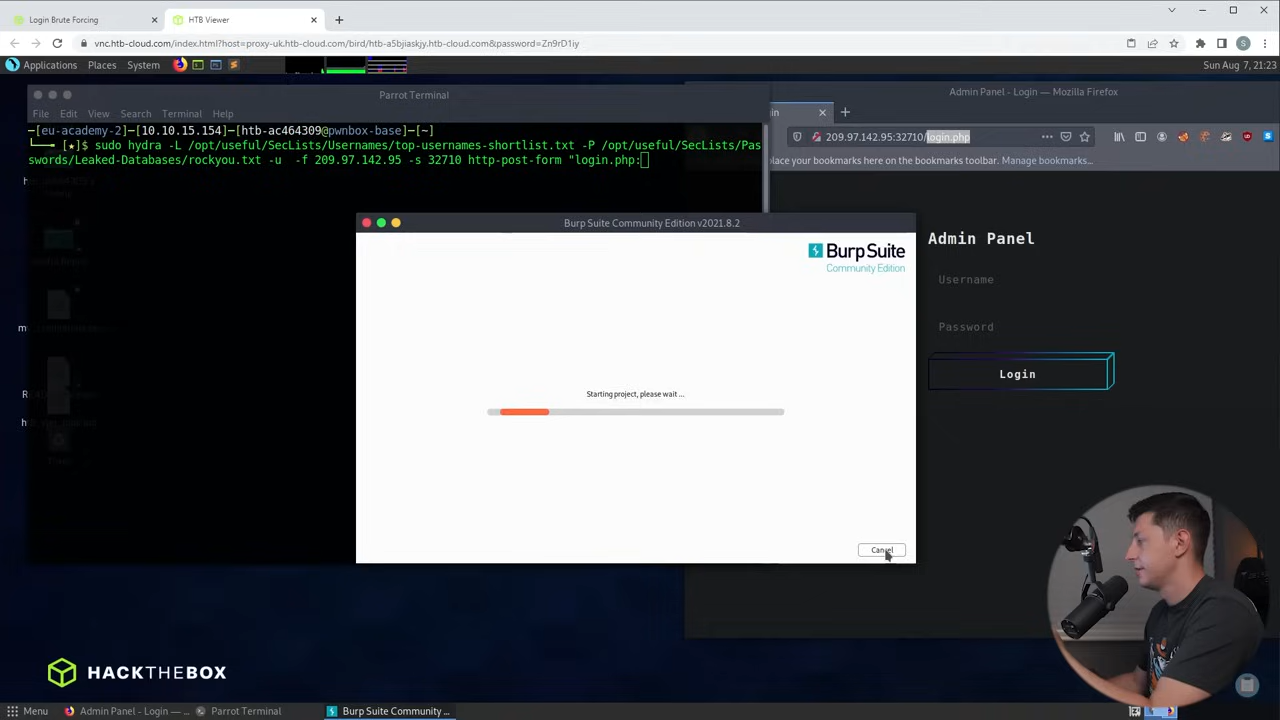 Login Brute Forcing
HTB Viewer
vnc.htb-cloud.com/index.html?host=proxy-uk.htb-cloud.com/bird/htb-a5bjiaskjy.htb-cloud.com&password=Zn9rD1iy
Applications Places System
Sun Aug 7, 21:23
Parrot Terminal
File Edit View Search Terminal Help
─[eu-academy-2]─[10.10.15.154]─[htb-ac464309@pwnbox-base]─[~]
└──╼ [★]$ sudo hydra -L /opt/useful/SecLists/Usernames/top-usernames-shortlist.txt -P /opt/useful/SecLists/Pas
swords/Leaked-Databases/rockyou.txt -u  -f 209.97.142.95 -s 32710 http-post-form "login.php:
Admin Panel - Login — Mozilla Firefox
209.97.142.95:32710/login.php
place your bookmarks here on the bookmarks toolbar. Manage bookmarks...
Admin Panel
Username
Password
Login
Burp Suite Community Edition v2021.8.2
Burp Suite
Community Edition
Starting project, please wait ...
Cancel
HACKTHEBOX
Menu
Admin Panel - Login — ...
Parrot Terminal
Burp Suite Community ...